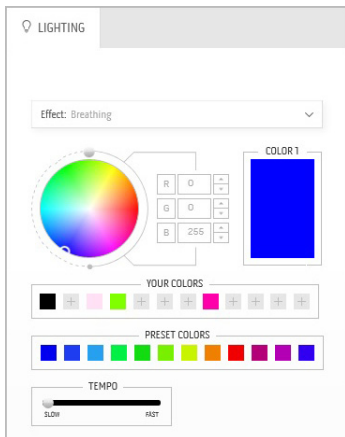 LIGHTING
Effect: Breathing
COLOR 1
R 0
G 0
B 255
YOUR COLORS
PRESET COLORS
TEMPO
SLOW FAST